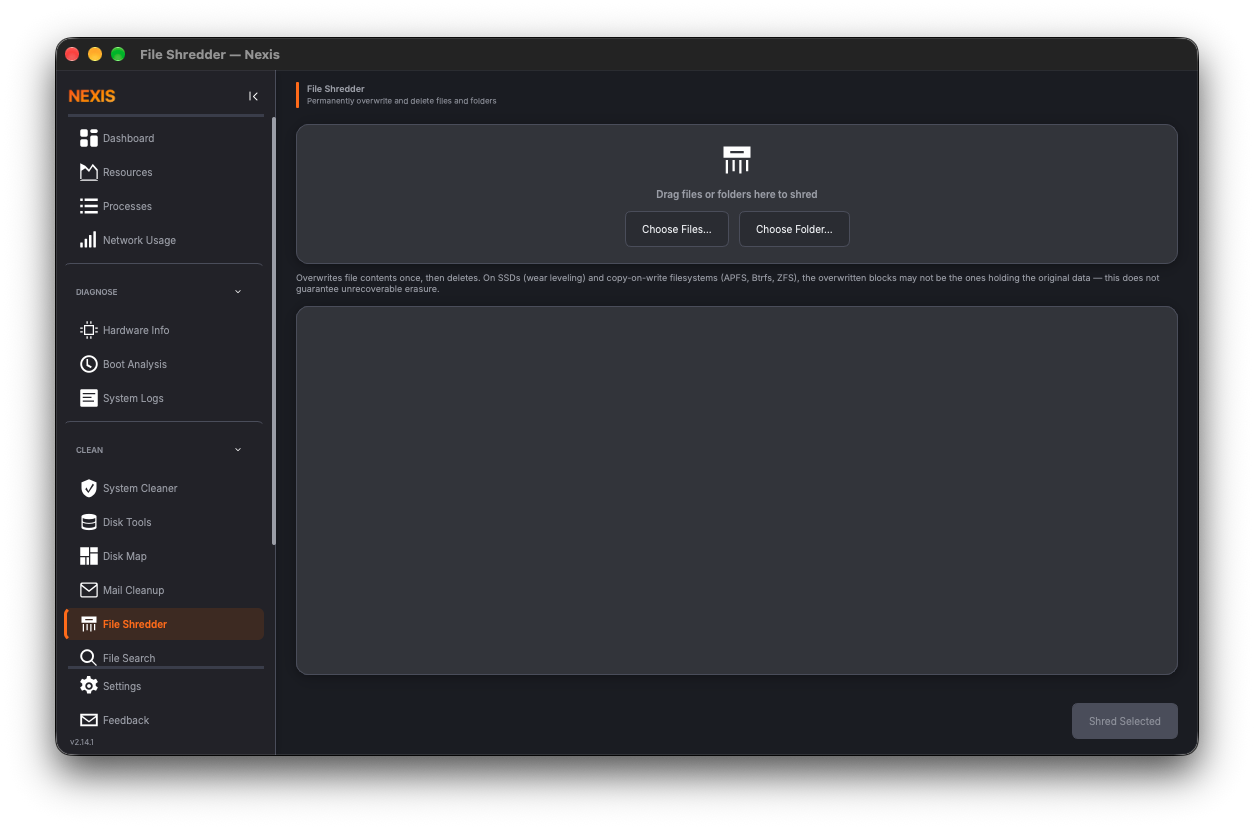 File Shredder — Nexis
NEXIS
Dashboard
Resources
Processes
Network Usage
DIAGNOSE
Hardware Info
Boot Analysis
System Logs
CLEAN
System Cleaner
Disk Tools
Disk Map
Mail Cleanup
File Shredder
File Search
Settings
Feedback
v2.14.1
File Shredder
Permanently overwrite and delete files and folders
Drag files or folders here to shred
Choose Files...
Choose Folder...
Overwrites file contents once, then deletes. On SSDs (wear leveling) and copy-on-write filesystems (APFS, Btrfs, ZFS), the overwritten blocks may not be the ones holding the original data — this does not
guarantee unrecoverable erasure.
Shred Selected